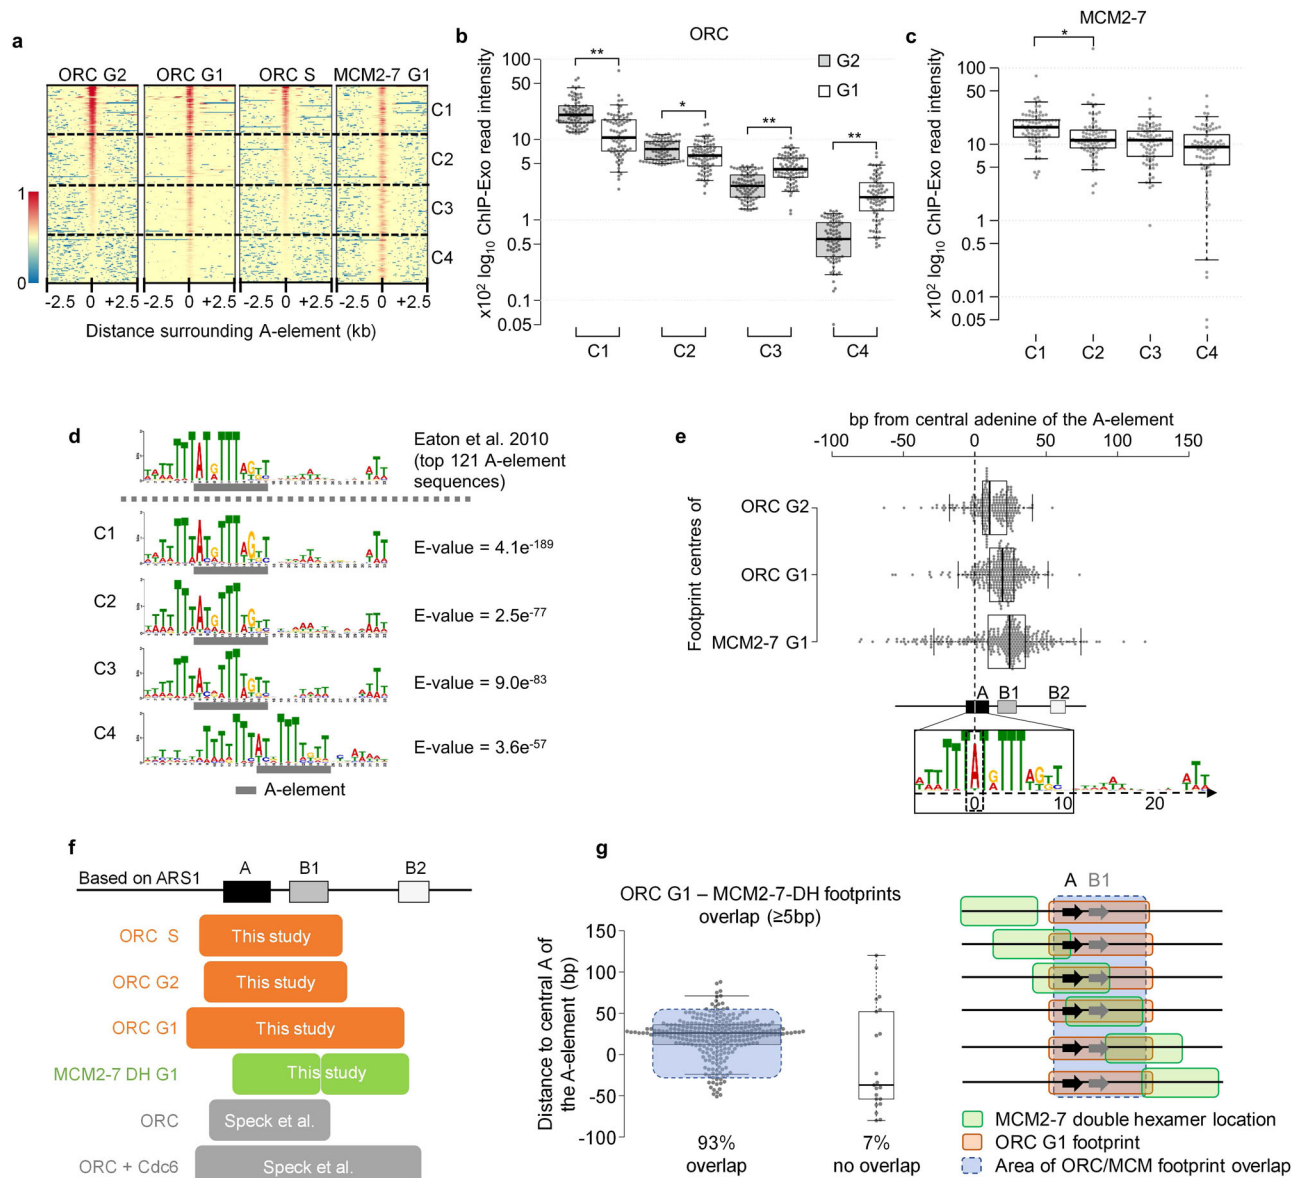 a
ORC G2
ORC G1
ORC S
MCM2-7 G1
C1
C2
C3
C4
1
0
-2.5 0 +2.5
-2.5 0 +2.5
-2.5 0 +2.5
-2.5 0 +2.5
Distance surrounding A-element (kb)
b
ORC
G2
G1
x10² log₁₀ ChIP-Exo read intensity
100
50
10
5
1
0.5
0.1
0.05
**
*
**
**
C1
C2
C3
C4
c
MCM2-7
x10² log₁₀ ChIP-Exo read intensity
100
50
10
5
1
0.5
0.01
0.05
*
C1
C2
C3
C4
d
Eaton et al. 2010
(top 121 A-element
sequences)
C1
E-value = 4.1e⁻¹⁸⁹
C2
E-value = 2.5e⁻⁷⁷
C3
E-value = 9.0e⁻⁸³
C4
E-value = 3.6e⁻⁵⁷
A-element
e
bp from central adenine of the A-element
-100 -50 0 50 100 150
Footprint centres of
ORC G2
ORC G1
MCM2-7 G1
A B1 B2
0 10 20
f
Based on ARS1
A B1 B2
ORC S This study
ORC G2 This study
ORC G1 This study
MCM2-7 DH G1 This study
ORC Speck et al.
ORC + Cdc6 Speck et al.
g
ORC G1 – MCM2-7-DH footprints
overlap (≥5bp)
Distance to central A of
the A-element (bp)
150
100
50
0
-50
-100
93%
overlap
7%
no overlap
A B1
MCM2-7 double hexamer location
ORC G1 footprint
Area of ORC/MCM footprint overlap